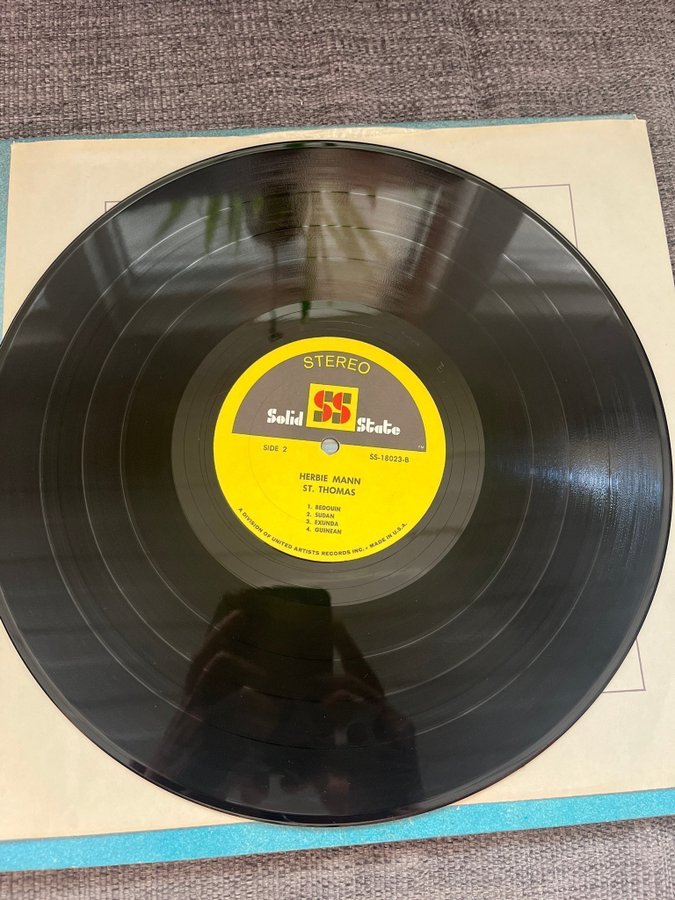 STEREO
SS
Solid State
TM
SIDE 2
SS-18023-B
HERBIE MANN
ST. THOMAS
1. BEDOUIN
2. SUDAN
3. EXUNDA
4. GUINEAN
A DIVISION OF UNITED ARTISTS RECORDS INC. • MADE IN U.S.A.